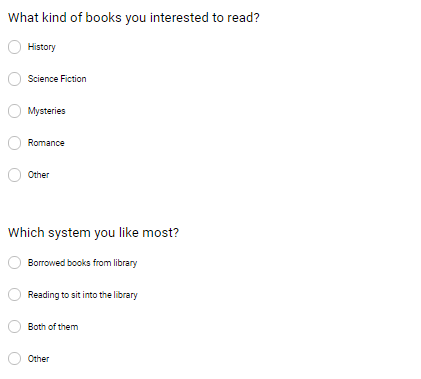 What kind of books you interested to read?
History
Science Fiction
Mysteries
Romance
Other
Which system you like most?
Borrowed books from library
Reading to sit into the library
Both of them
Other